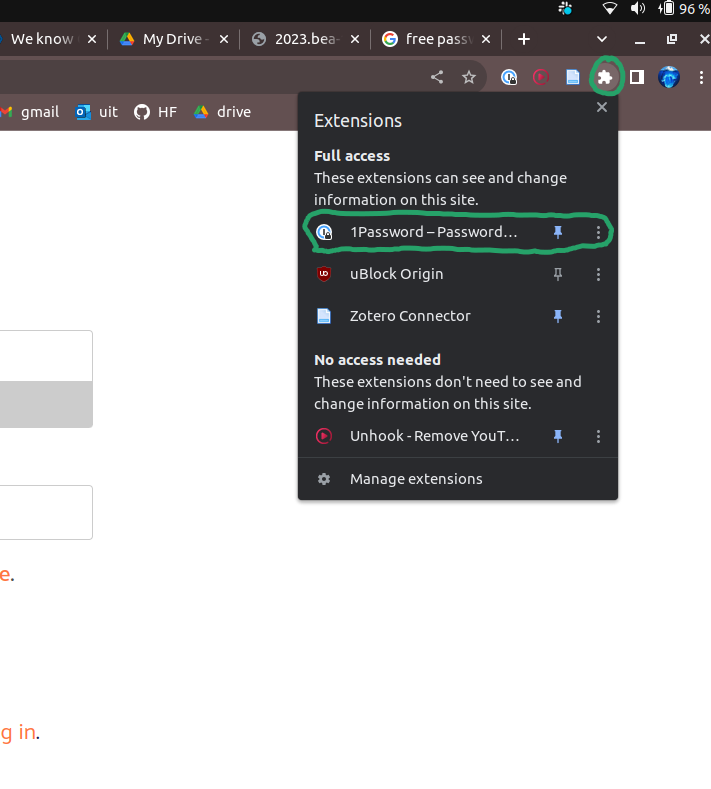 96 %
We know
My Drive -
2023.bea-
free pass
gmail
uit
HF
drive
Extensions
Full access
These extensions can see and change
information on this site.
1Password – Password…
uBlock Origin
Zotero Connector
No access needed
These extensions don't need to see and
change information on this site.
Unhook - Remove YouT…
Manage extensions
e.
g in.